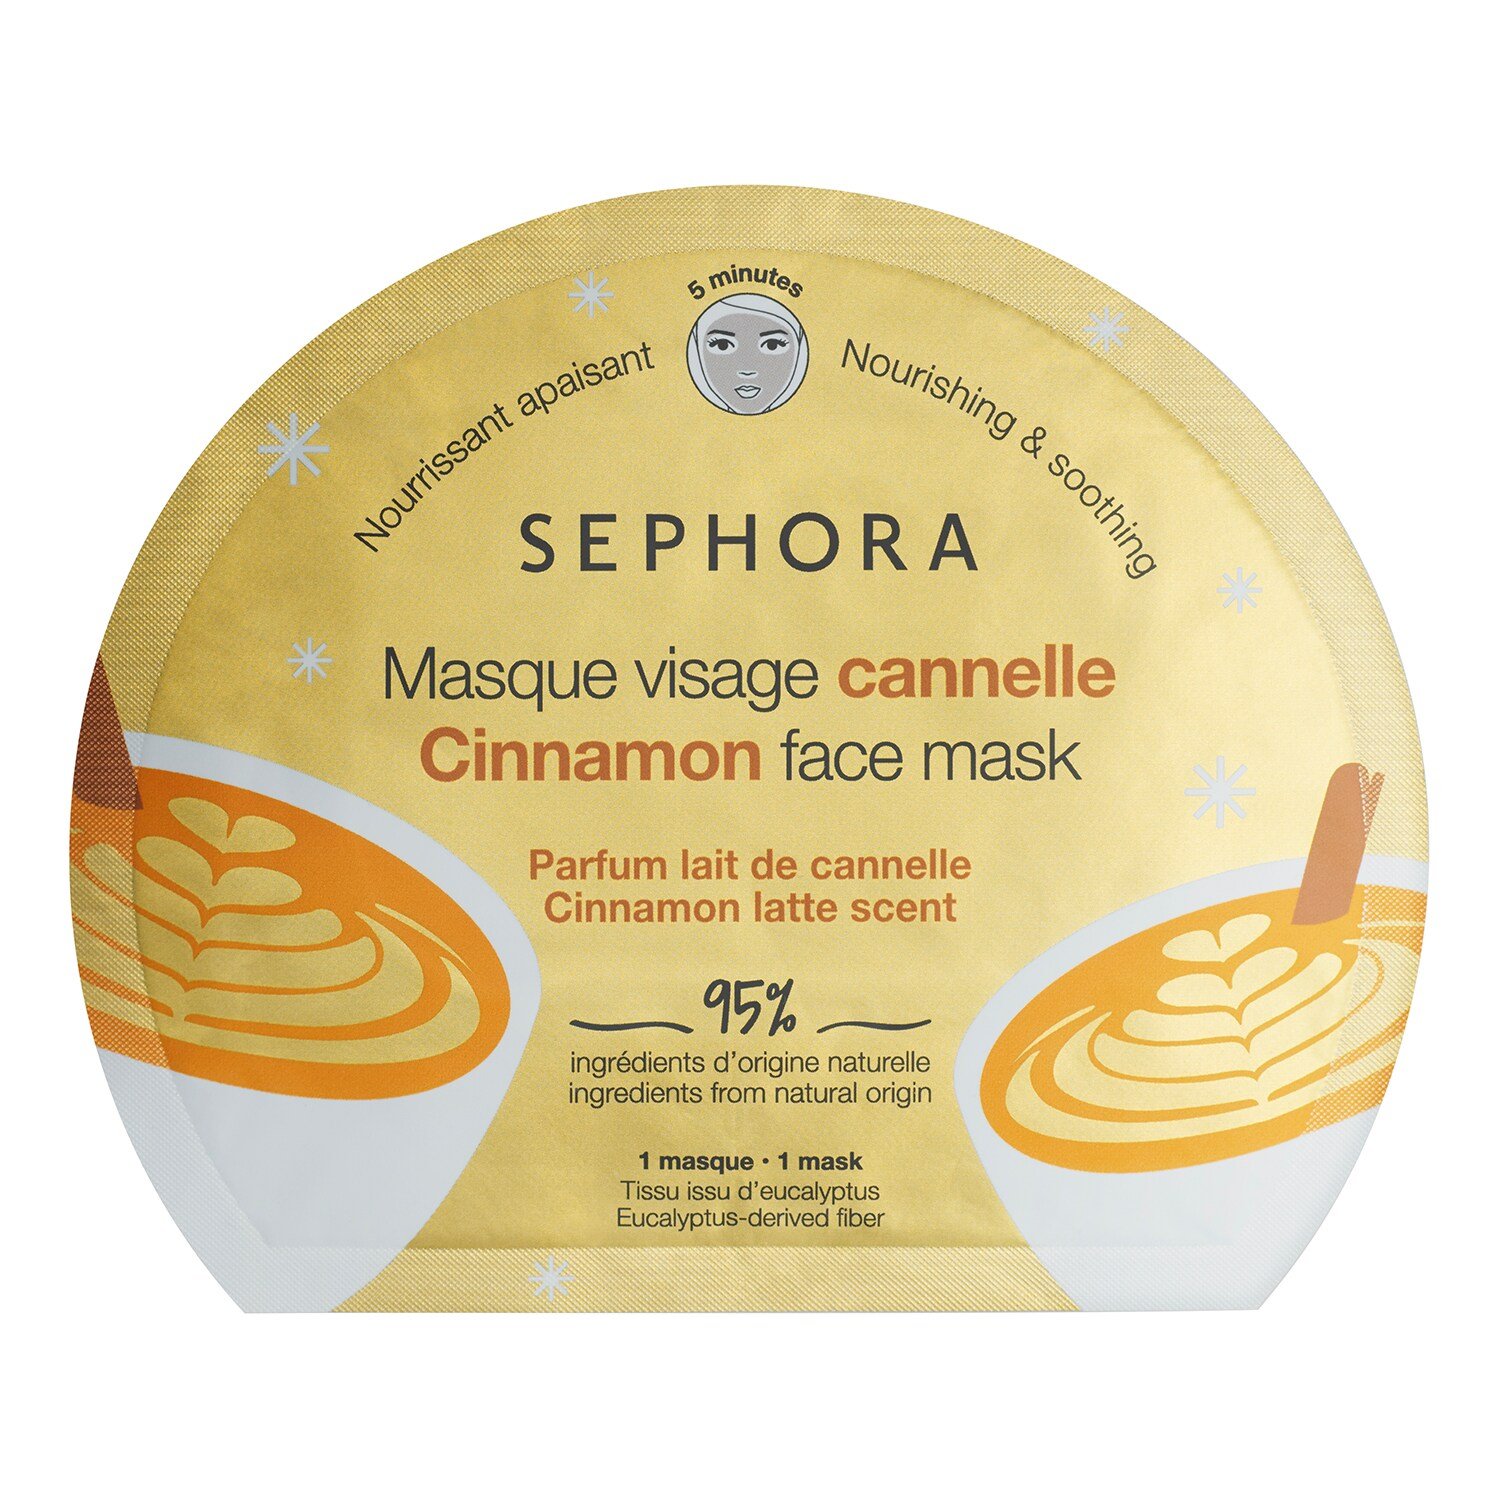 5 minutes
Nourrissant apaisant
Nourishing & soothing
SEPHORA
Masque visage cannelle
Cinnamon face mask
Parfum lait de cannelle
Cinnamon latte scent
95%
ingrédients d'origine naturelle
ingredients from natural origin
1 masque • 1 mask
Tissu issu d'eucalyptus
Eucalyptus-derived fiber